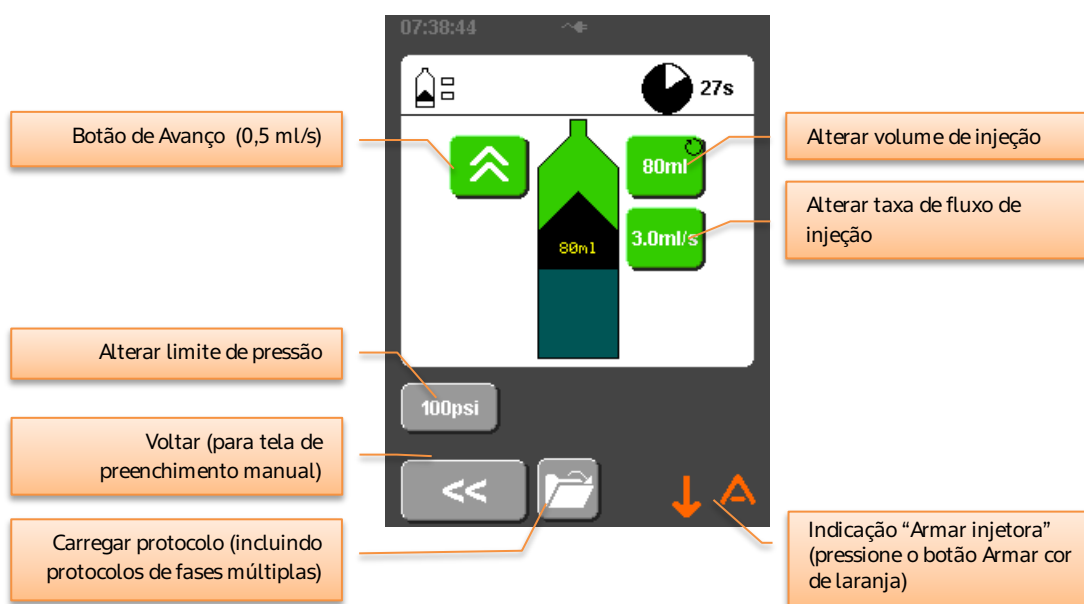 07:38:44
27s
Botão de Avanço (0,5 ml/s)
80ml
Alterar volume de injeção
Alterar taxa de fluxo de
injeção
3.0ml/s
80ml
Alterar limite de pressão
100psi
Voltar (para tela de
preenchimento manual)
<<
Carregar protocolo (incluindo
protocolos de fases múltiplas)
Indicação “Armar injetora”
(pressione o botão Armar cor
de laranja)